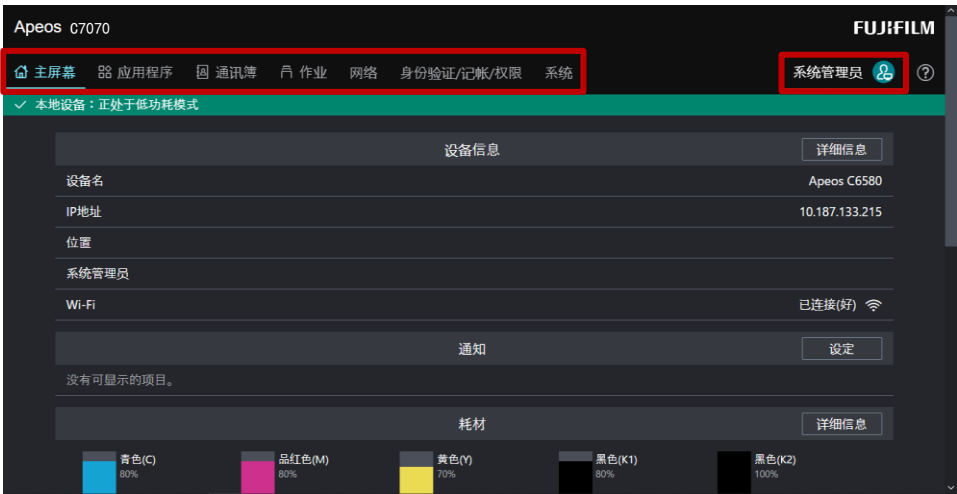 Apeos C7070
FUJIFILM
主屏幕 应用程序 通讯簿 作业 网络 身份验证/记帐/权限 系统 系统管理员
本地设备：正处于低功耗模式
设备信息 详细信息
设备名 Apeos C6580
IP地址 10.187.133.215
位置
系统管理员
Wi-Fi 已连接(好)
通知 设定
没有可显示的项目。
耗材 详细信息
青色(C) 品红色(M) 黄色(Y) 黑色(K1) 黑色(K2)
80% 80% 70% 80% 100%